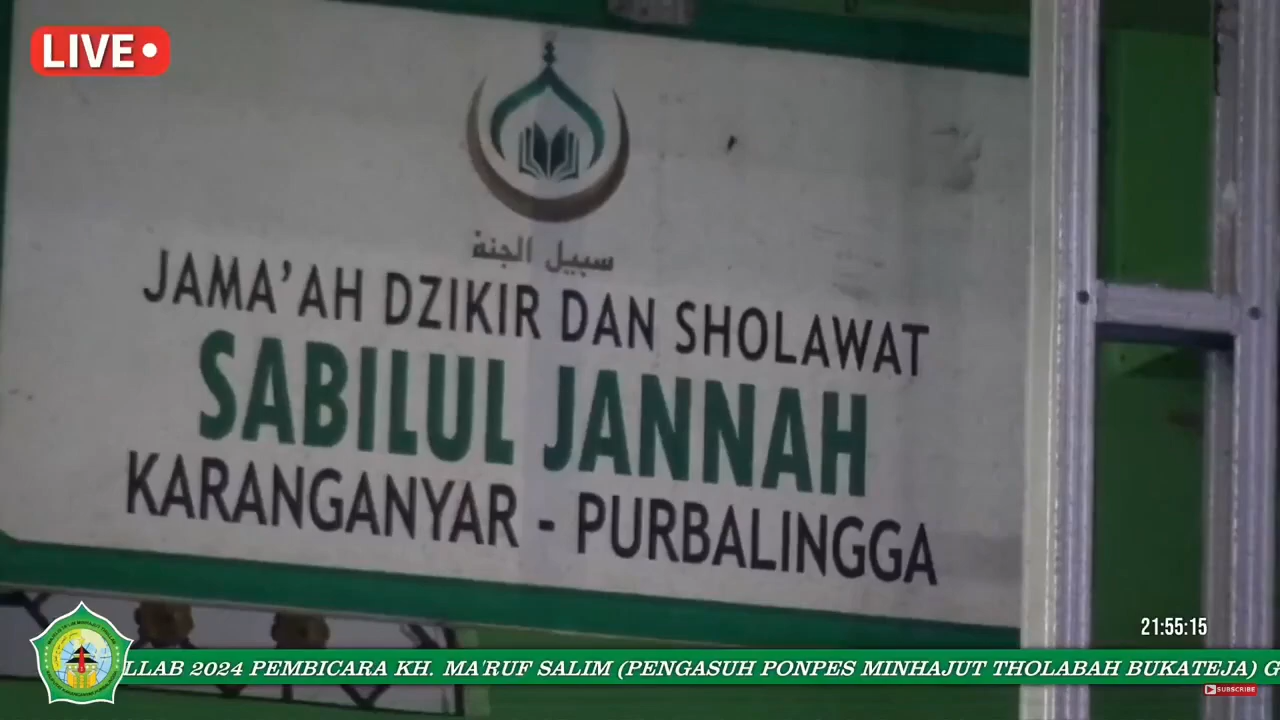 LIVE
سبيل الجنة
JAMA'AH DZIKIR DAN SHOLAWAT
SABILUL JANNAH
KARANGANYAR - PURBALINGGA
21:55:15
LLAB 2024 PEMBICARA KH. MA'RUF SALIM (PENGASUH PONPES MINHAJUT THOLABAH BUKATEJA) G
SUBSCRIBE